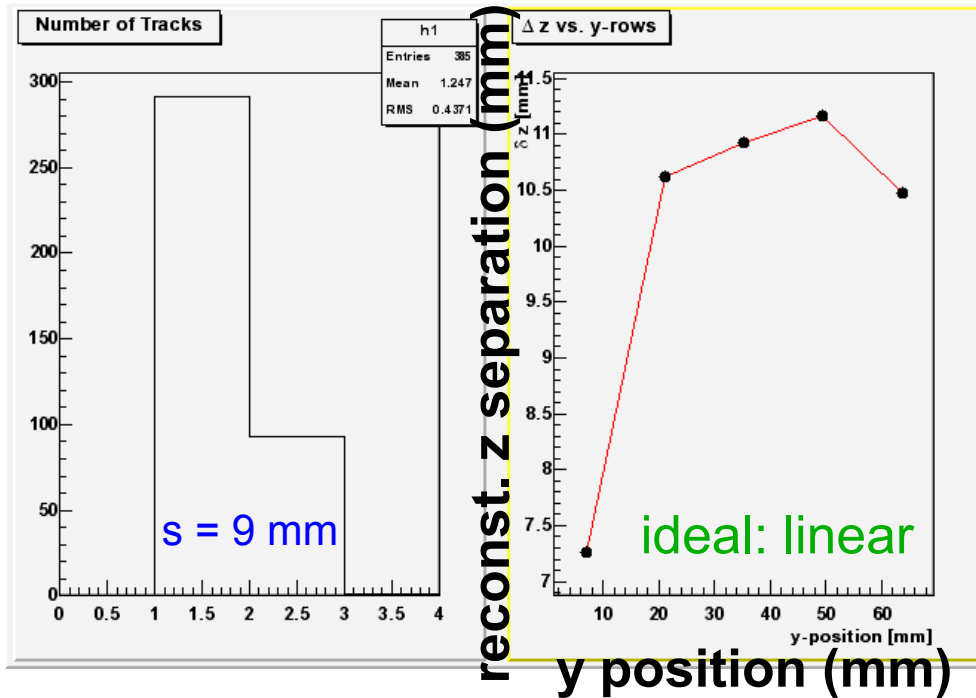 Number of Tracks
h1
Entries 385
Mean 1.247
RMS 0.4371
300
250
200
150
100
50
0
0 0.5 1 1.5 2 2.5 3 3.5 4
s = 9 mm
reconst. z separation (mm)
Δ z vs. y-rows
δ z [mm]
11.5
11
10.5
10
9.5
9
8.5
8
7.5
7
10 20 30 40 50 60
ideal: linear
y-position [mm]
y position (mm)